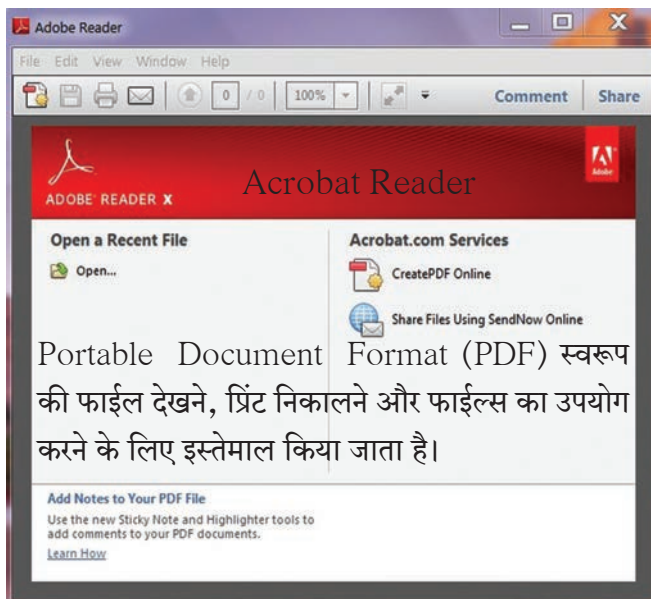 Adobe Reader
File Edit View Window Help
0 / 0 100% Comment Share
ADOBE READER X
Acrobat Reader
Adobe
Open a Recent File
Open...
Acrobat.com Services
CreatePDF Online
Share Files Using SendNow Online
Portable Document Format (PDF) स्वरूप
की फाईल देखने, प्रिंट निकालने और फाईल्स का उपयोग
करने के लिए इस्तेमाल किया जाता है।
Add Notes to Your PDF File
Use the new Sticky Note and Highlighter tools to
add comments to your PDF documents.
Learn How